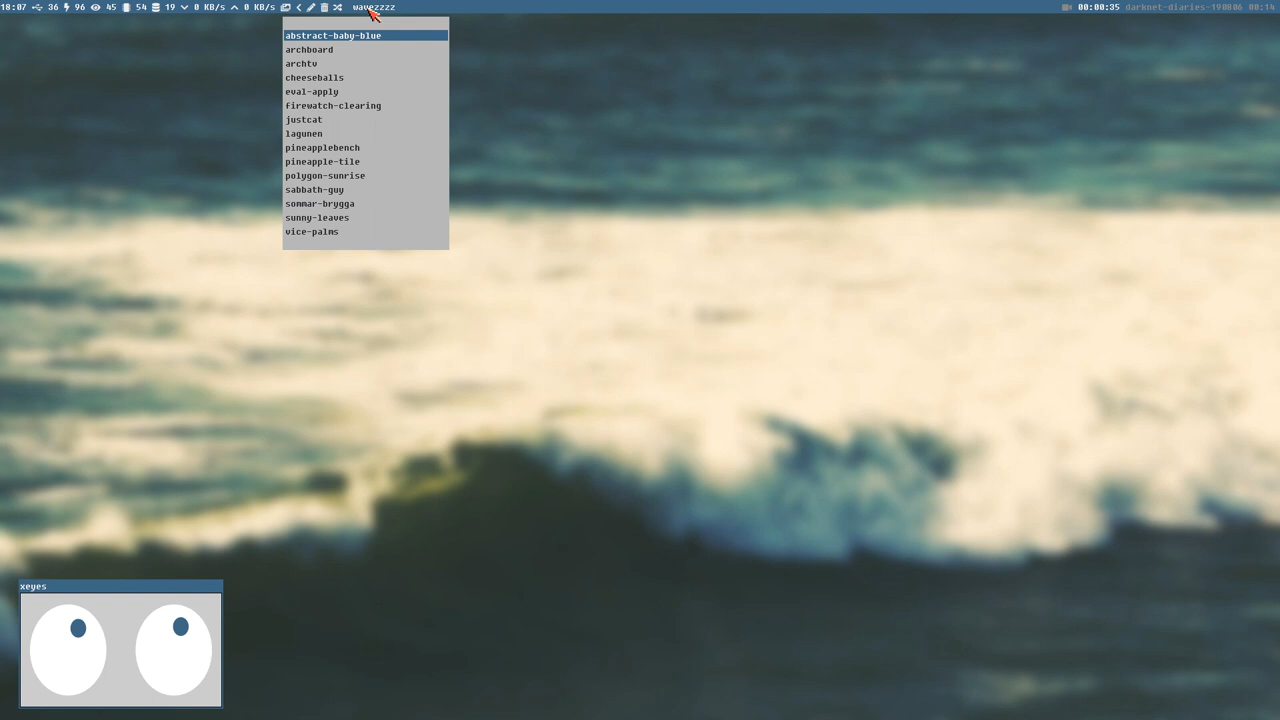 18:07 36 96 45 54 19 0 KB/s 0 KB/s wavezzzz 00:00:35 darknet-diaries-190806 00:14
abstract-baby-blue
archboard
archtv
cheeseballs
eval-apply
firewatch-clearing
justcat
lagunen
pineapplebench
pineapple-tile
polygon-sunrise
sabbath-guy
sommar-brygga
sunny-leaves
vice-palms
xeyes